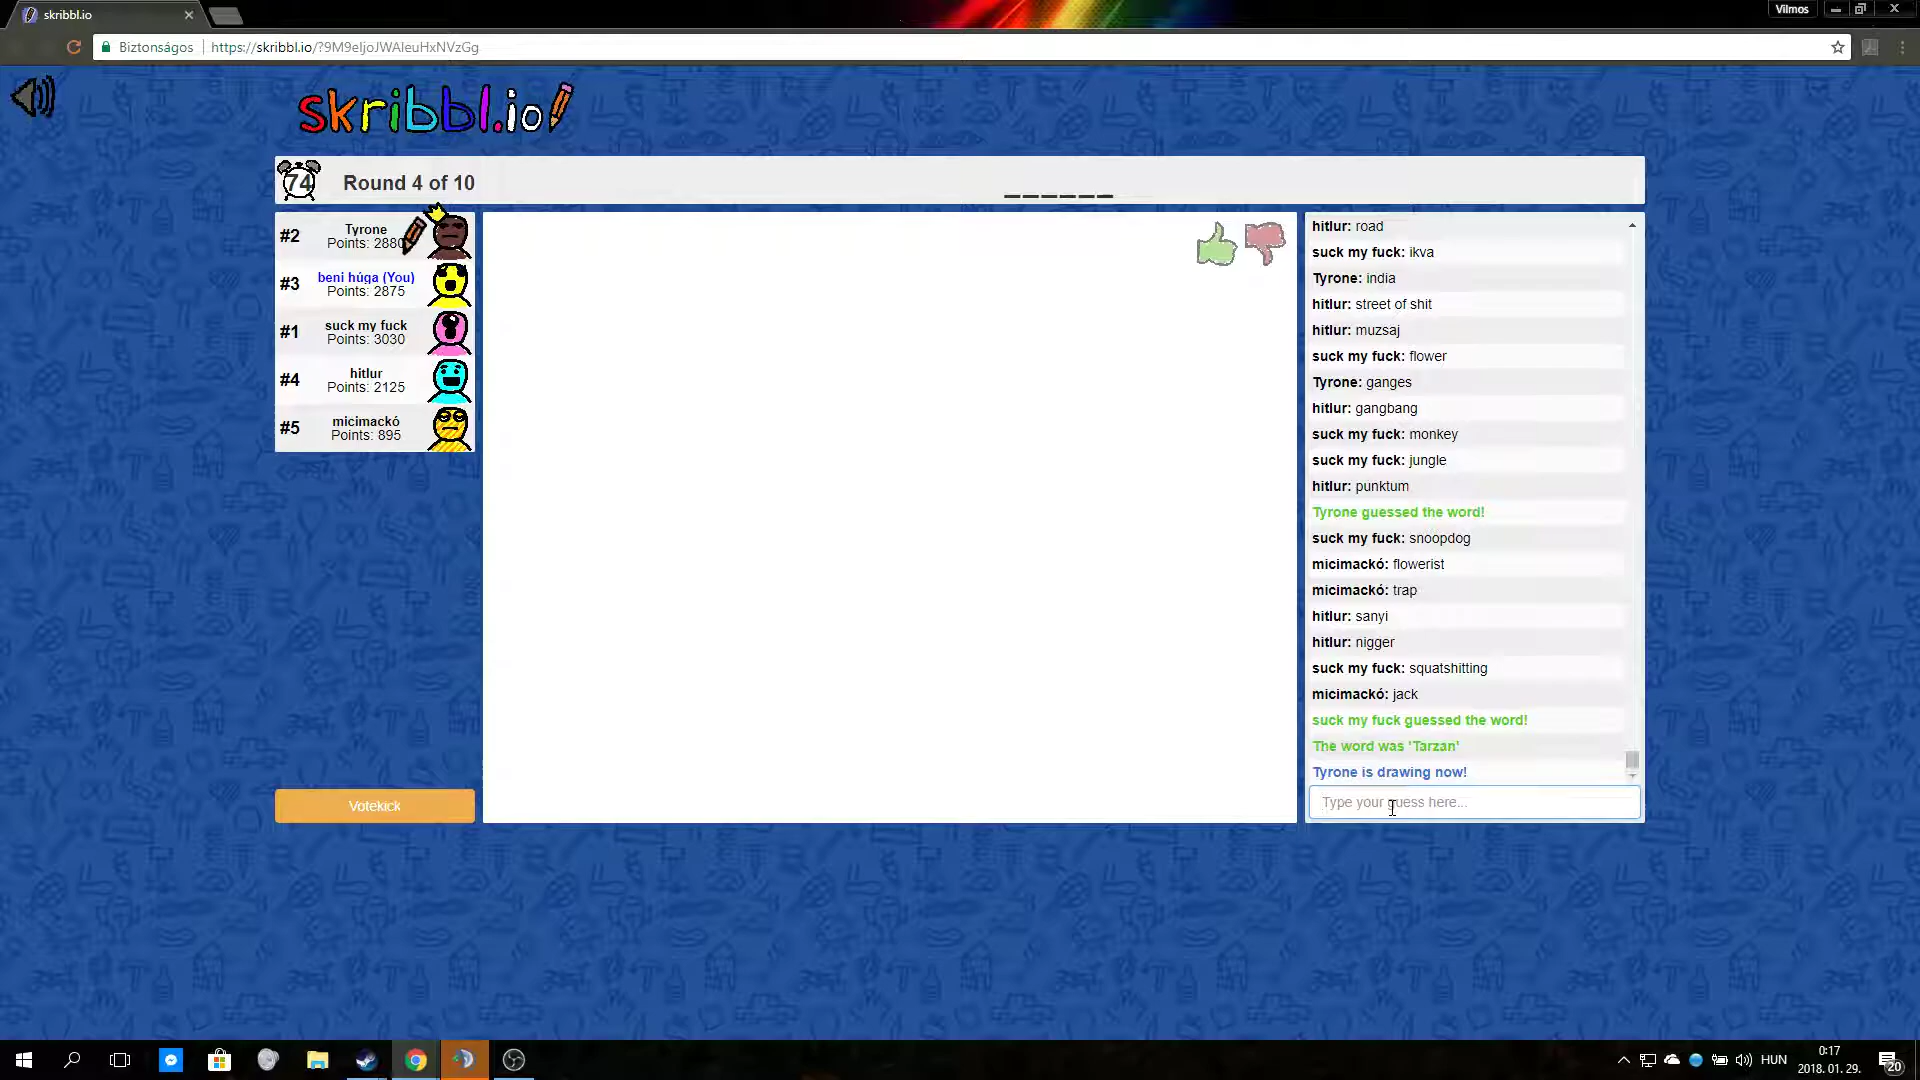 skribbl.io
Vilmos
Biztonságos
https://skribbl.io/?9M9eljoJWAleuHxNVzGg
skribbl.io
74
Round 4 of 10
______
#2
Tyrone
Points: 2880
#3
beni húga (You)
Points: 2875
#1
suck my fuck
Points: 3030
#4
hitlur
Points: 2125
#5
micimackó
Points: 895
Votekick
hitlur: road
suck my fuck: ikva
Tyrone: india
hitlur: street of shit
hitlur: muzsaj
suck my fuck: flower
Tyrone: ganges
hitlur: gangbang
suck my fuck: monkey
suck my fuck: jungle
hitlur: punktum
Tyrone guessed the word!
suck my fuck: snoopdog
micimackó: flowerist
micimackó: trap
hitlur: sanyi
hitlur: nigger
suck my fuck: squatshitting
micimackó: jack
suck my fuck guessed the word!
The word was 'Tarzan'
Tyrone is drawing now!
Type your guess here...
HUN
0:17
2018. 01. 29.
20